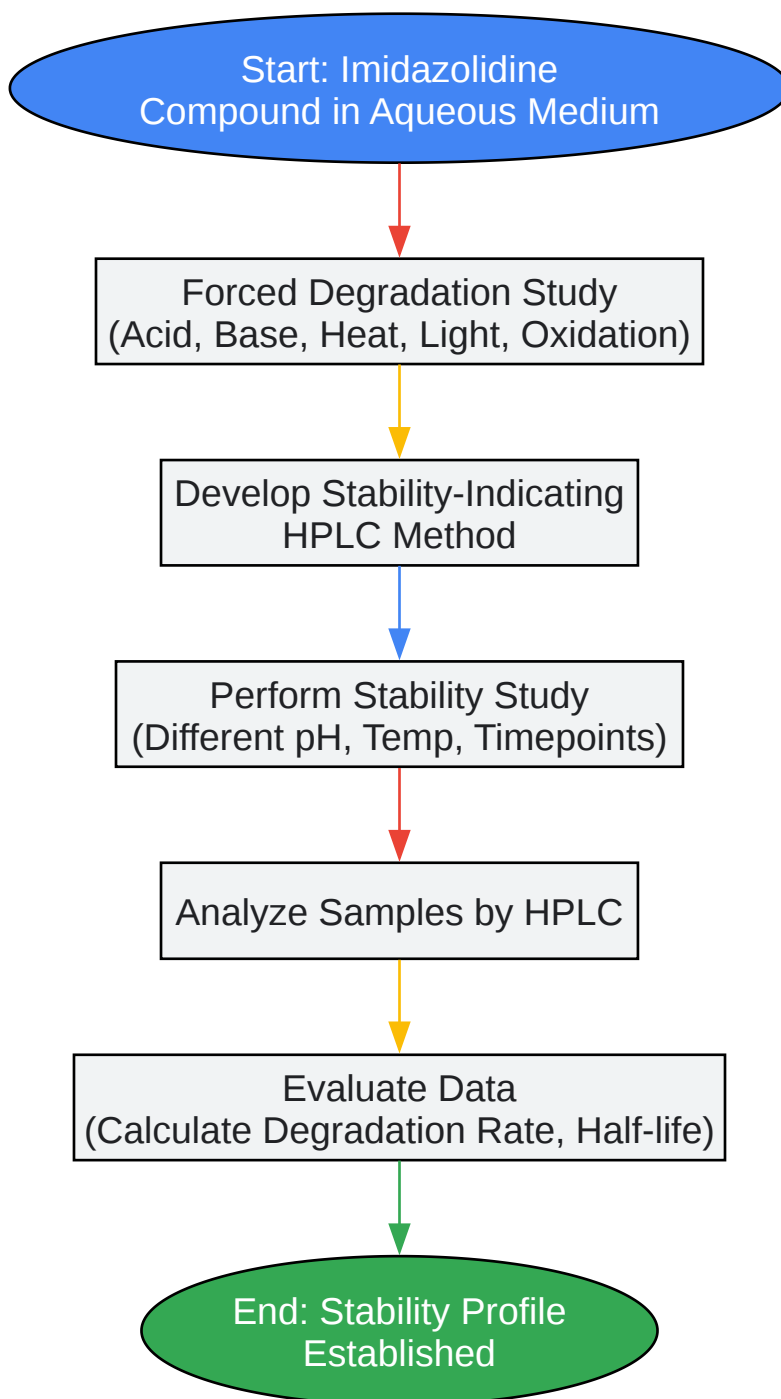 Start: Imidazolidine
Compound in Aqueous Medium
Forced Degradation Study
(Acid, Base, Heat, Light, Oxidation)
Develop Stability-Indicating
HPLC Method
Perform Stability Study
(Different pH, Temp, Timepoints)
Analyze Samples by HPLC
Evaluate Data
(Calculate Degradation Rate, Half-life)
End: Stability Profile
Established